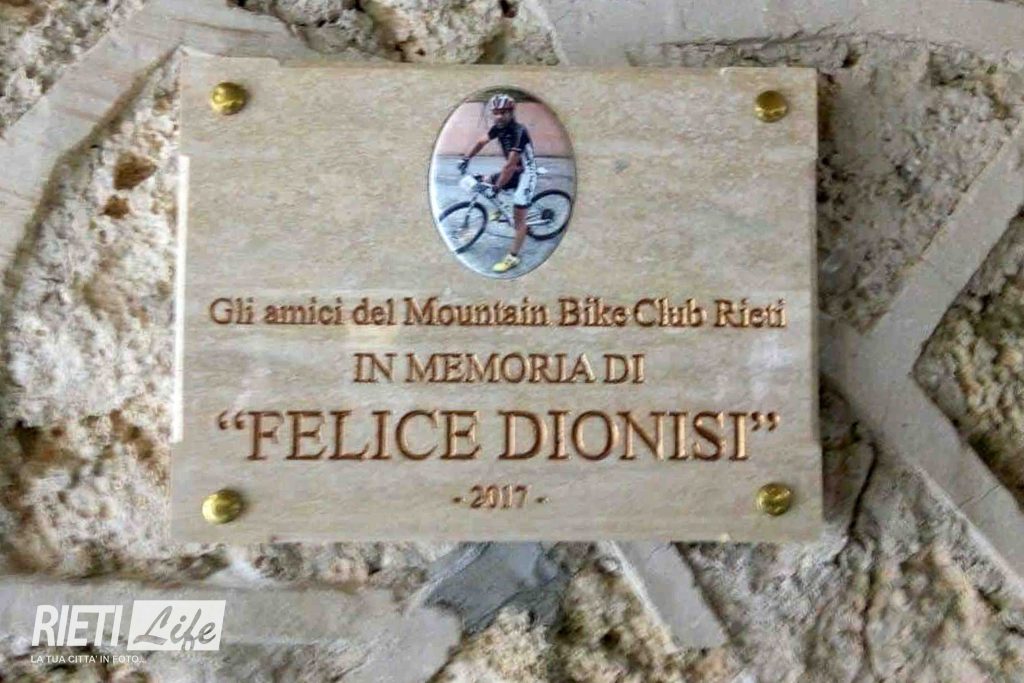 Gli amici del Mountain Bike Club Rieti
IN MEMORIA DI
“FELICE DIONISI”
- 2017 -
RIETI Life
LA TUA CITTA' IN FOTO...